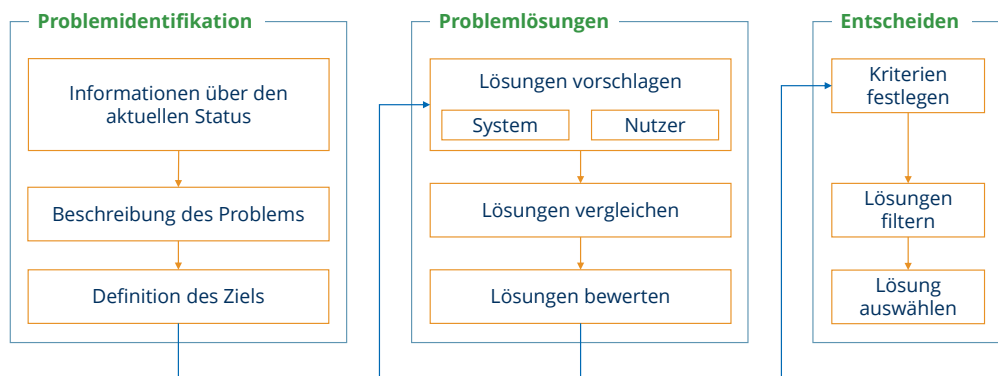 Problemidentifikation
Informationen über den
aktuellen Status
Beschreibung des Problems
Definition des Ziels
Problemlösungen
Lösungen vorschlagen
System
Nutzer
Lösungen vergleichen
Lösungen bewerten
Entscheiden
Kriterien
festlegen
Lösungen
filtern
Lösung
auswählen